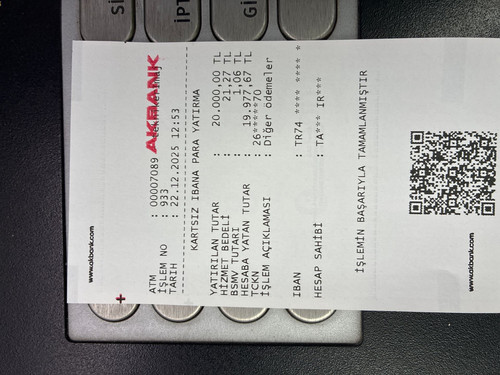 AKBANK
www.akbank.com
ATM : 00007089
İŞLEM NO : 933
TARIH : 22.12.2025 12:53
KARTSIZ IBANA PARA YATIRMA
YATIRILAN TUTAR : 20.000,00 TL
HİZMET BEDELİ : 21,27 TL
BSMV TUTARI : 1,06 TL
HESABA YATAN TUTAR : 19.977,67 TL
TCKN : 26******70
İŞLEM AÇIKLAMASI : Diğer ödemeler
IBAN : TR74 **** **** *
HESAP SAHİBİ : TA*** IR***
İŞLEMİN BAŞARIYLA TAMAMLANMIŞTIR
www.akbank.com